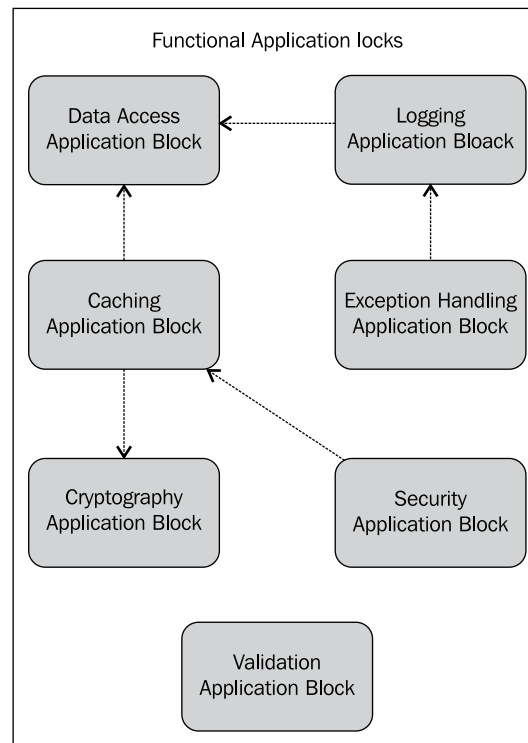 Functional Application locks
Data Access
Application Block
Logging
Application Bloack
Caching
Application Block
Exception Handling
Application Block
Cryptography
Application Block
Security
Application Block
Validation
Application Block